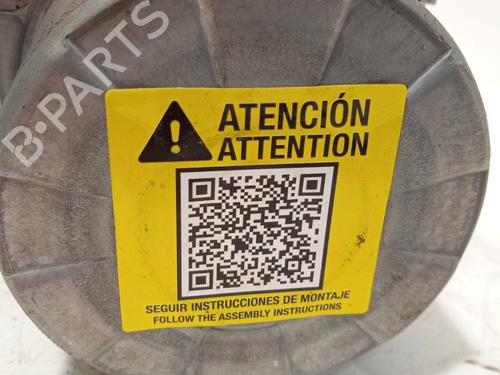 B-PARTS
ATENCIÓN
ATTENTION
SEGUIR INSTRUCCIONES DE MONTAJE
FOLLOW THE ASSEMBLY INSTRUCTIONS